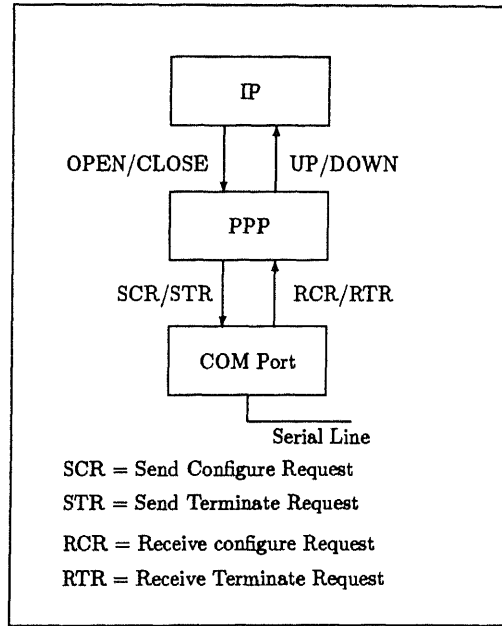 IP
OPEN/CLOSE UP/DOWN
PPP
SCR/STR RCR/RTR
COM Port
Serial Line
SCR = Send Configure Request
STR = Send Terminate Request
RCR = Receive configure Request
RTR = Receive Terminate Request